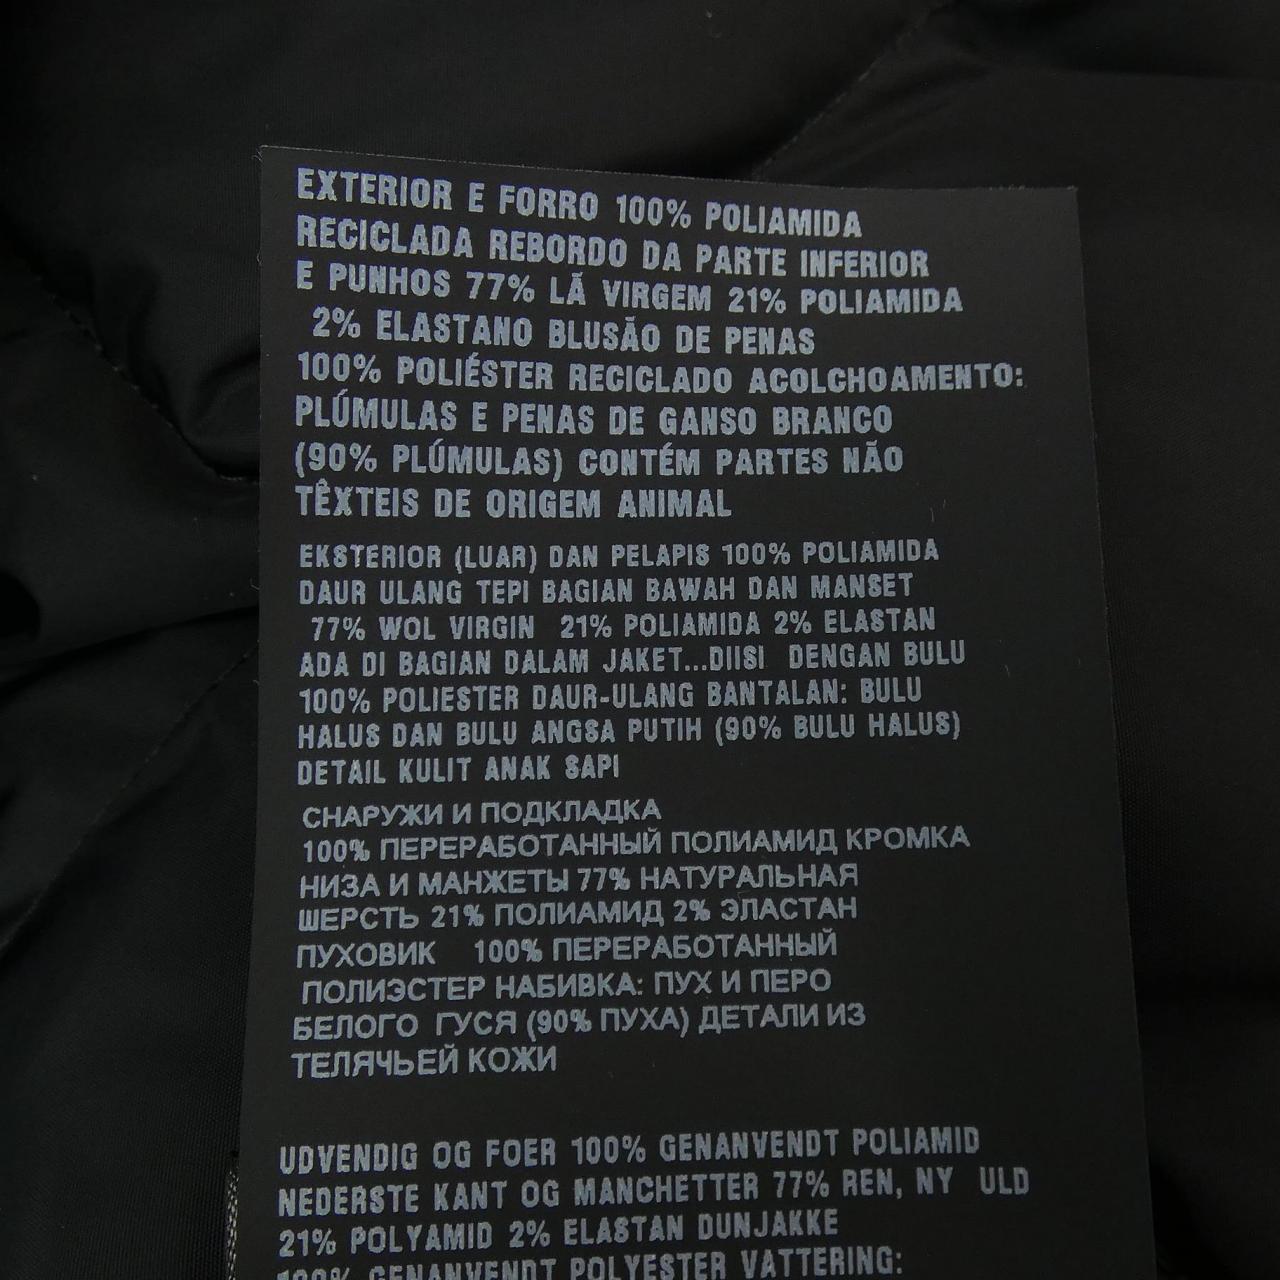 EXTERIOR E FORRO 100% POLIAMIDA
RECICLADA REBORDO DA PARTE INFERIOR
E PUNHOS 77% LÃ VIRGEM 21% POLIAMIDA
2% ELASTANO BLUSÃO DE PENAS
100% POLIÉSTER RECICLADO ACOLCHOAMENTO:
PLÚMULAS E PENAS DE GANSO BRANCO
(90% PLÚMULAS) CONTÉM PARTES NÃO
TÊXTEIS DE ORIGEM ANIMAL
EKSTERIOR (LUAR) DAN PELAPIS 100% POLIAMIDA
DAUR ULANG TEPI BAGIAN BAWAH DAN MANSET
77% WOL VIRGIN 21% POLIAMIDA 2% ELASTAN
ADA DI BAGIAN DALAM JAKET...DIISI DENGAN BULU
100% POLIESTER DAUR-ULANG BANTALAN: BULU
HALUS DAN BULU ANGSA PUTIH (90% BULU HALUS)
DETAIL KULIT ANAK SAPI
СНАРУЖИ И ПОДКЛАДКА
100% ПЕРЕРАБОТАННЫЙ ПОЛИАМИД КРОМКА
НИЗА И МАНЖЕТЫ 77% НАТУРАЛЬНАЯ
ШЕРСТЬ 21% ПОЛИАМИД 2% ЭЛАСТАН
ПУХОВИК 100% ПЕРЕРАБОТАННЫЙ
ПОЛИЭСТЕР НАБИВКА: ПУХ И ПЕРО
БЕЛОГО ГУСЯ (90% ПУХА) ДЕТАЛИ ИЗ
ТЕЛЯЧЬЕЙ КОЖИ
UDVENDIG OG FOER 100% GENANVENDT POLIAMID
NEDERSTE KANT OG MANCHETTER 77% REN, NY ULD
21% POLYAMID 2% ELASTAN DUNJAKKE
100% GENANVENDT POLYESTER VATTERING: